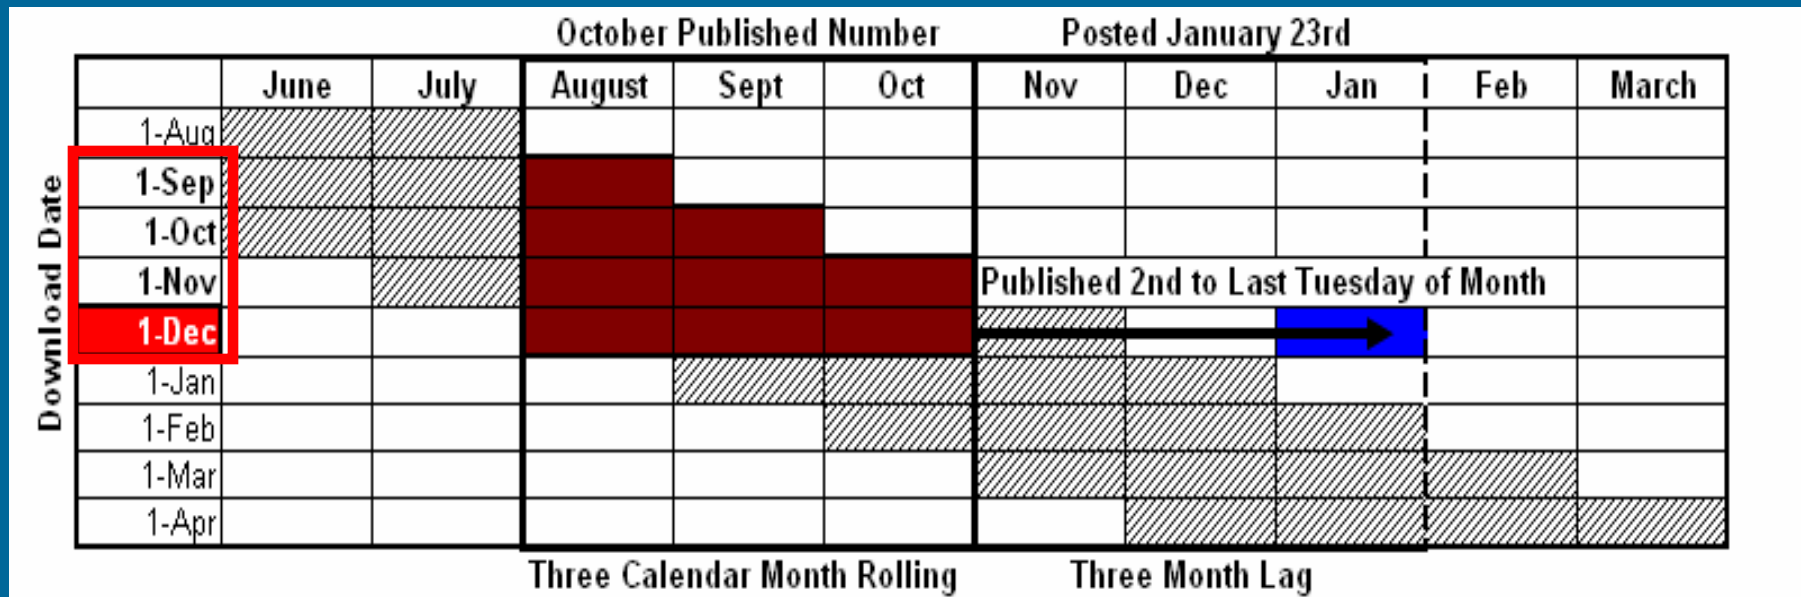 October Published Number Posted January 23rd
June July August Sept Oct Nov Dec Jan Feb March
Download Date
1-Aug
1-Sep
1-Oct
1-Nov Published 2nd to Last Tuesday of Month
1-Dec
1-Jan
1-Feb
1-Mar
1-Apr
Three Calendar Month Rolling Three Month Lag